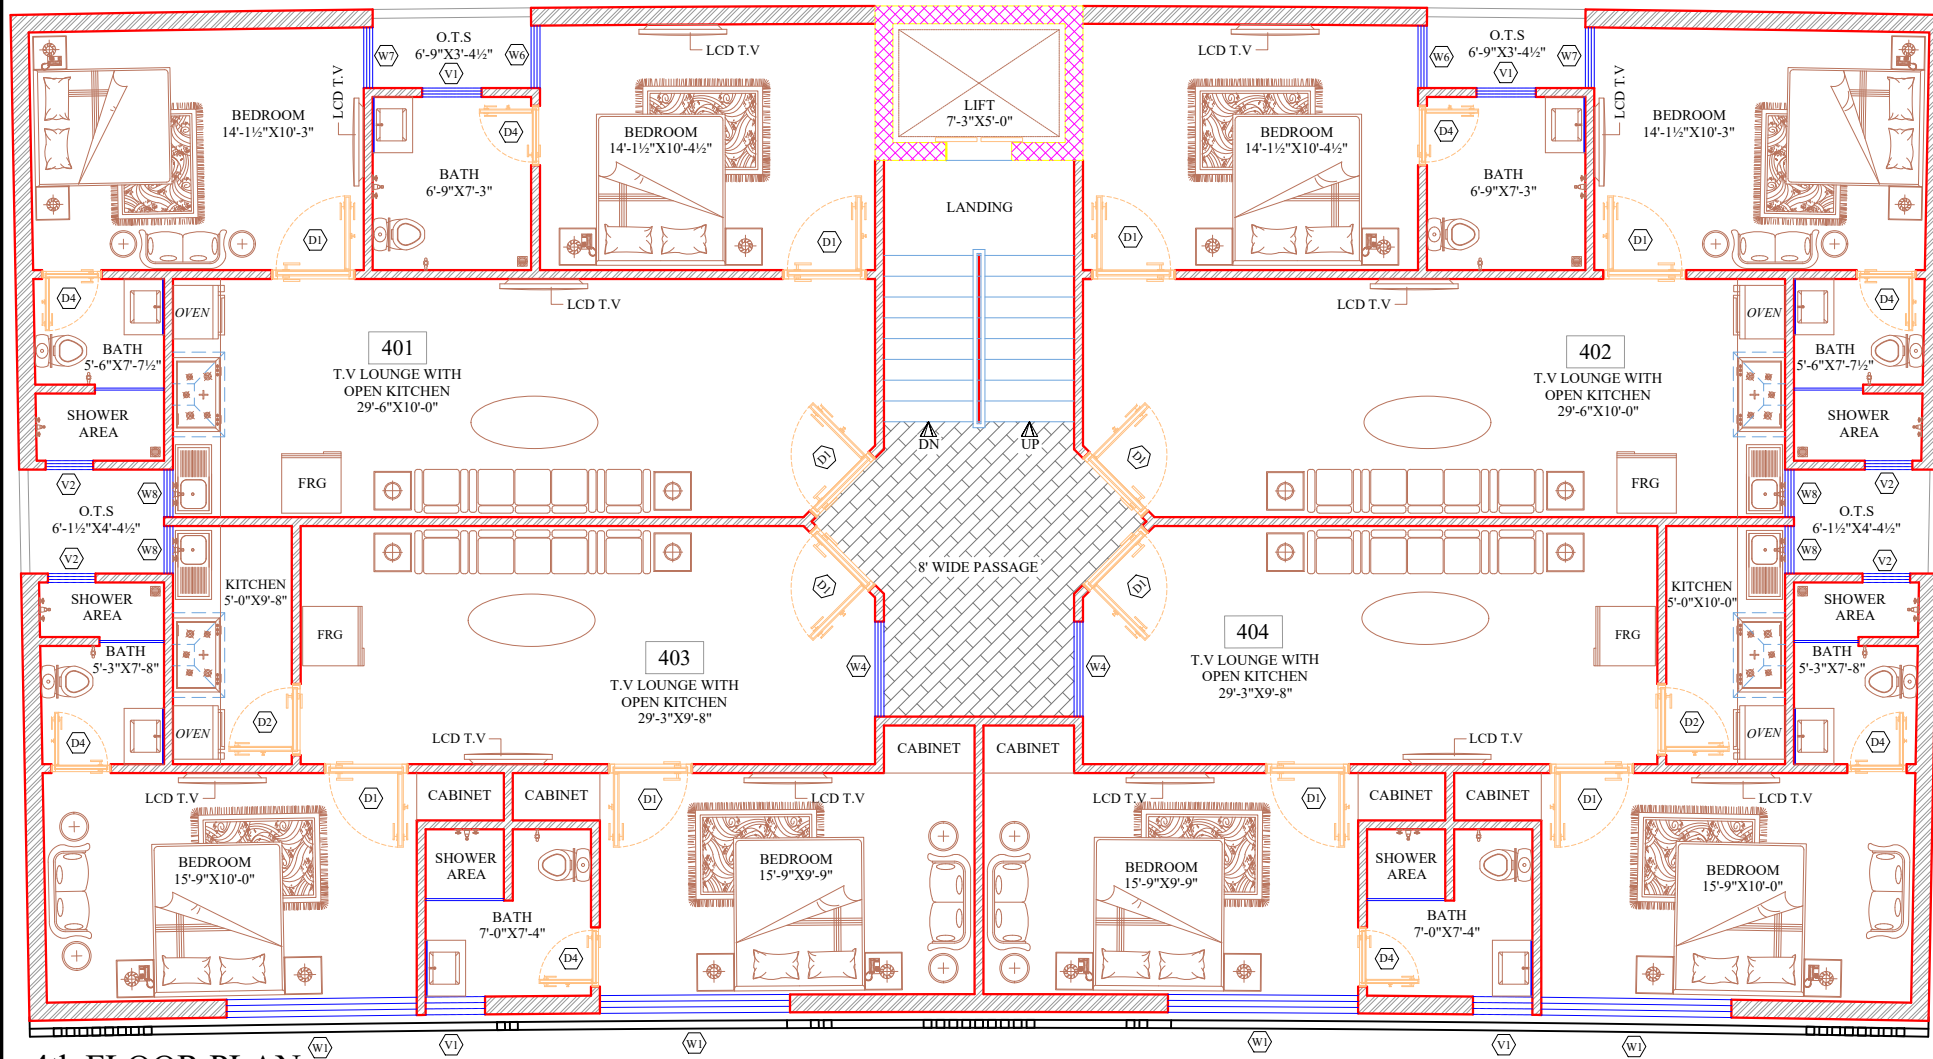 O.T.S
6'-9"X3'-4½"
W7
W6
V1
LCD T.V
LCD T.V
BEDROOM
14'-1½"X10'-3"
D4
BEDROOM
14'-1½"X10'-4½"
BATH
6'-9"X7'-3"
D1
D1
LIFT
7'-3"X5'-0"
LANDING
LCD T.V
O.T.S
6'-9"X3'-4½"
W6
W7
V1
LCD T.V
BEDROOM
14'-1½"X10'-4½"
D4
BEDROOM
14'-1½"X10'-3"
BATH
6'-9"X7'-3"
D1
D1
D4
OVEN
LCD T.V
BATH
5'-6"X7'-7½"
401
T.V LOUNGE WITH
OPEN KITCHEN
29'-6"X10'-0"
SHOWER
AREA
D1
FRG
V2
W8
O.T.S
6'-1½"X4'-4½"
V2
W8
DN
UP
8' WIDE PASSAGE
LCD T.V
402
T.V LOUNGE WITH
OPEN KITCHEN
29'-6"X10'-0"
OVEN
D4
BATH
5'-6"X7'-7½"
SHOWER
AREA
D1
FRG
W8
V2
O.T.S
6'-1½"X4'-4½"
W8
V2
SHOWER
AREA
KITCHEN
5'-0"X9'-8"
BATH
5'-3"X7'-8"
FRG
D1
403
T.V LOUNGE WITH
OPEN KITCHEN
29'-3"X9'-8"
W4
D4
OVEN
D2
LCD T.V
D1
404
T.V LOUNGE WITH
OPEN KITCHEN
29'-3"X9'-8"
W4
FRG
KITCHEN
5'-0"X10'-0"
SHOWER
AREA
BATH
5'-3"X7'-8"
D2
OVEN
D4
LCD T.V
CABINET
CABINET
LCD T.V
D1
CABINET
CABINET
D1
LCD T.V
LCD T.V
D1
CABINET
CABINET
D1
LCD T.V
BEDROOM
15'-9"X10'-0"
SHOWER
AREA
BATH
7'-0"X7'-4"
D4
BEDROOM
15'-9"X9'-9"
BEDROOM
15'-9"X9'-9"
SHOWER
AREA
BATH
7'-0"X7'-4"
D4
BEDROOM
15'-9"X10'-0"
W1
V1
W1
W1
V1
W1
4th FLOOR PLAN